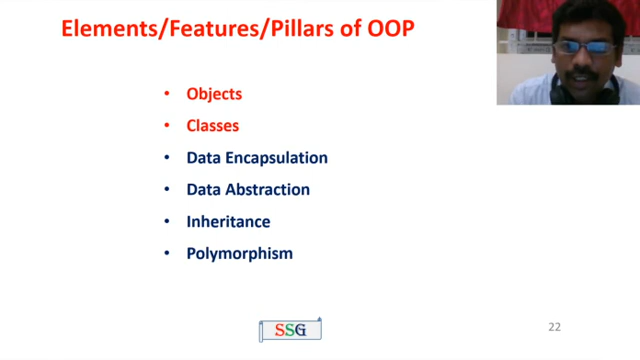 Elements/Features/Pillars of OOP
• Objects
• Classes
• Data Encapsulation
• Data Abstraction
• Inheritance
• Polymorphism
SSG
22